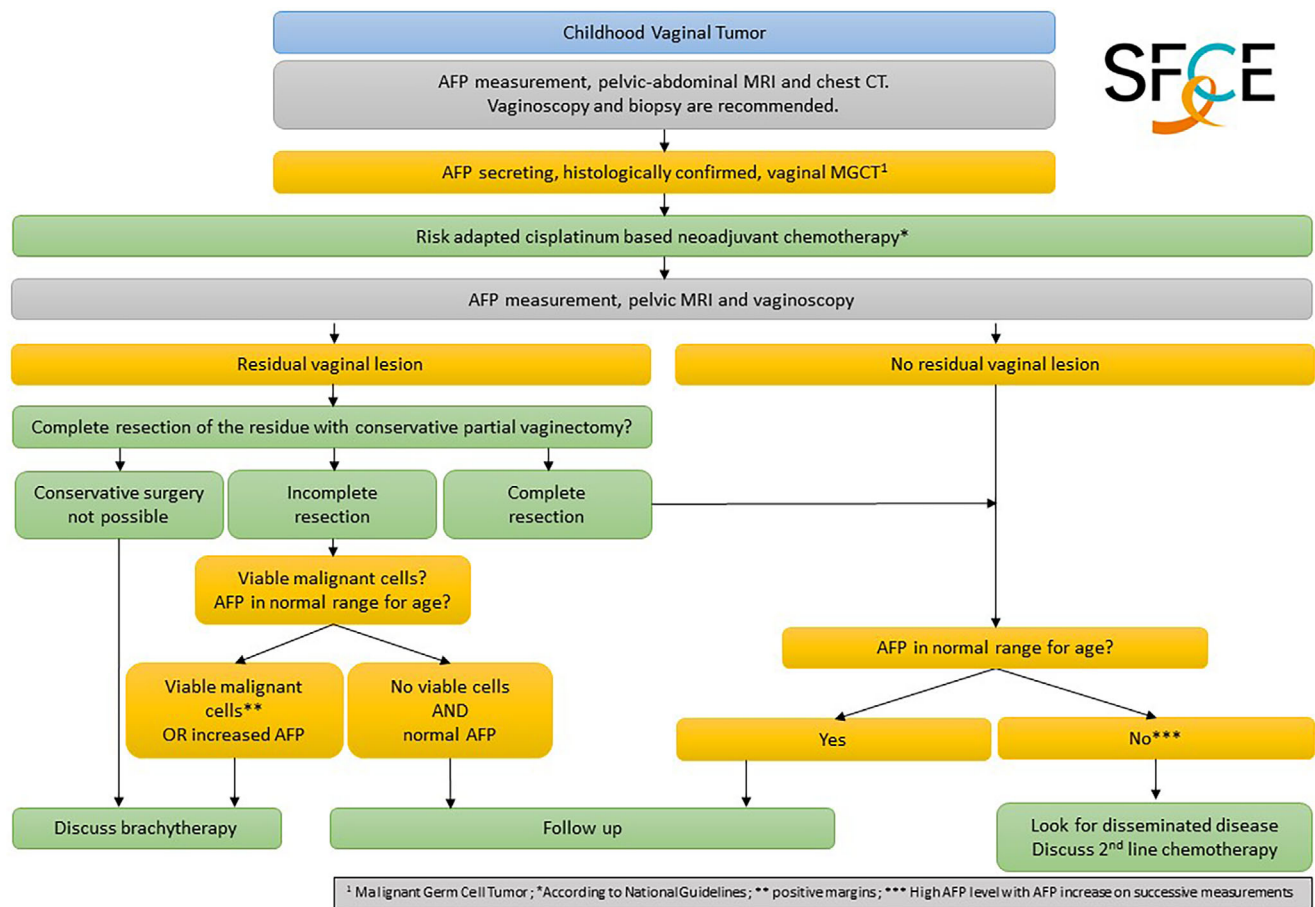 Childhood Vaginal Tumor
SFCE
AFP measurement, pelvic-abdominal MRI and chest CT.
Vaginoscopy and biopsy are recommended.
AFP secreting, histologically confirmed, vaginal MGCT¹
Risk adapted cisplatinum based neoadjuvant chemotherapy*
AFP measurement, pelvic MRI and vaginoscopy
Residual vaginal lesion
No residual vaginal lesion
Complete resection of the residue with conservative partial vaginectomy?
Conservative surgery
not possible
Incomplete
resection
Complete
resection
Viable malignant cells?
AFP in normal range for age?
AFP in normal range for age?
Viable malignant
cells**
OR increased AFP
No viable cells
AND
normal AFP
Yes
No***
Discuss brachytherapy
Follow up
Look for disseminated disease
Discuss 2nd line chemotherapy
¹ Malignant Germ Cell Tumor; *According to National Guidelines; ** positive margins; *** High AFP level with AFP increase on successive measurements